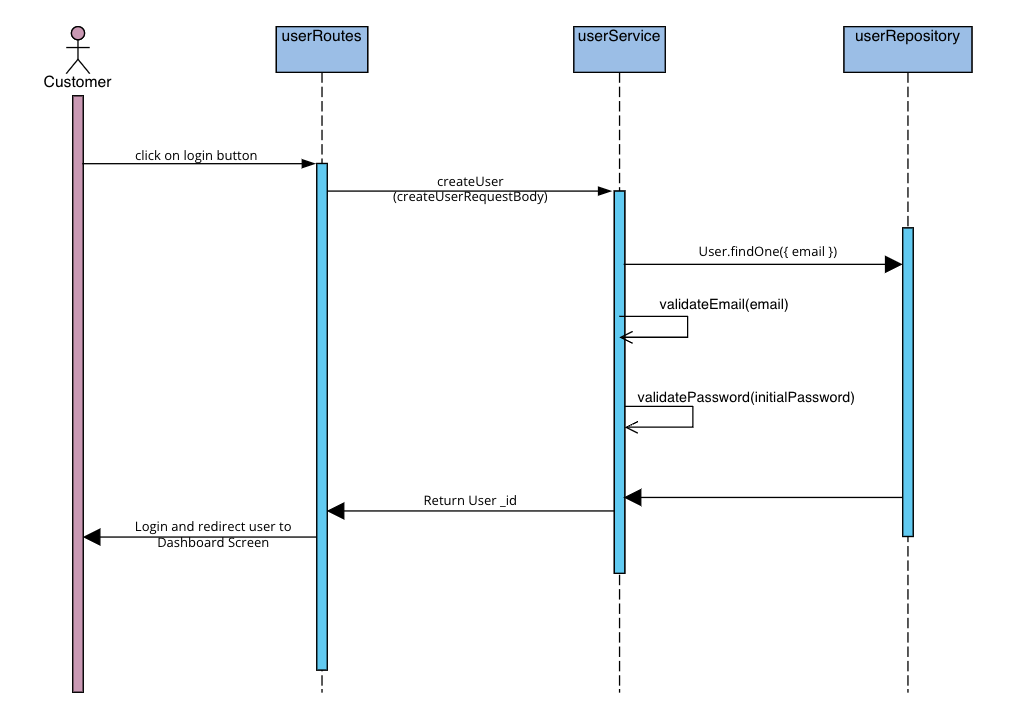 userRoutes
userService
userRepository
Customer
click on login button
createUser
(createUserRequestBody)
User.findOne({ email })
validateEmail(email)
validatePassword(initialPassword)
Return User _id
Login and redirect user to
Dashboard Screen